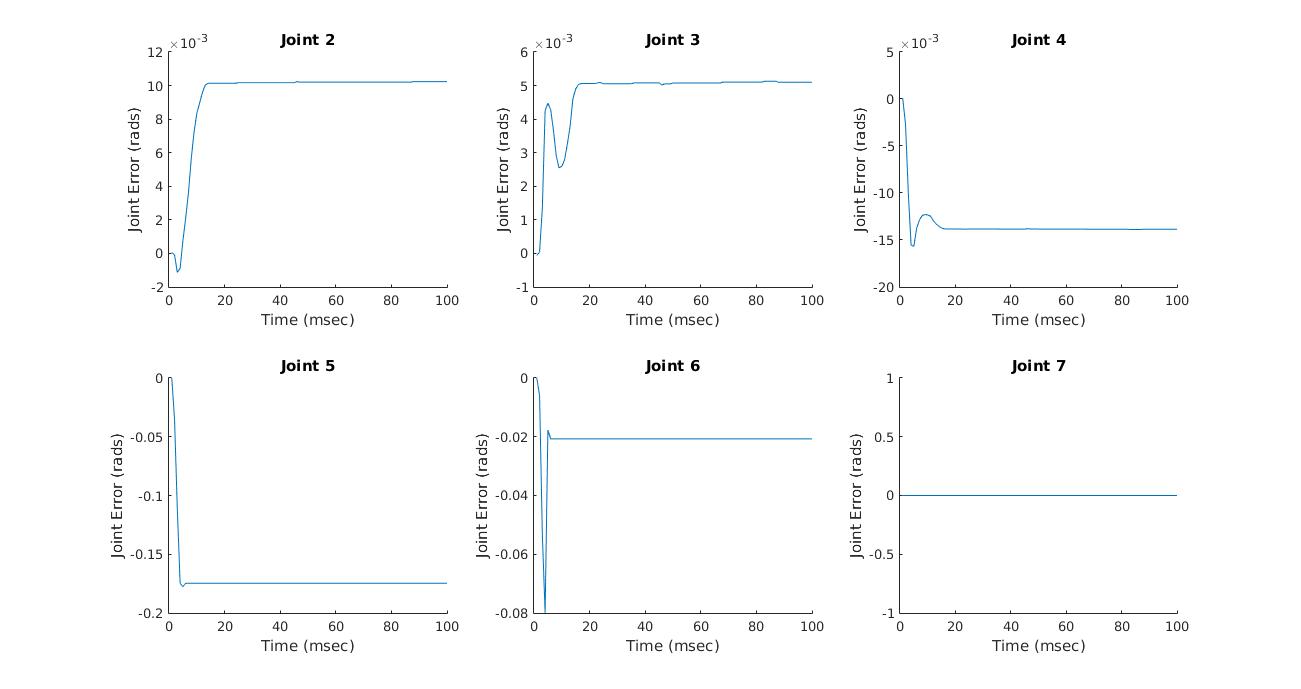 Joint 2
×10-3
Joint Error (rads)
12
10
8
6
4
2
0
-2
0 20 40 60 80 100
Time (msec)
Joint 3
×10-3
Joint Error (rads)
6
5
4
3
2
1
0
-1
0 20 40 60 80 100
Time (msec)
Joint 4
×10-3
Joint Error (rads)
5
0
-5
-10
-15
-20
0 20 40 60 80 100
Time (msec)
Joint 5
Joint Error (rads)
0
-0.05
-0.1
-0.15
-0.2
0 20 40 60 80 100
Time (msec)
Joint 6
Joint Error (rads)
0
-0.02
-0.04
-0.06
-0.08
0 20 40 60 80 100
Time (msec)
Joint 7
Joint Error (rads)
1
0.5
0
-0.5
-1
0 20 40 60 80 100
Time (msec)